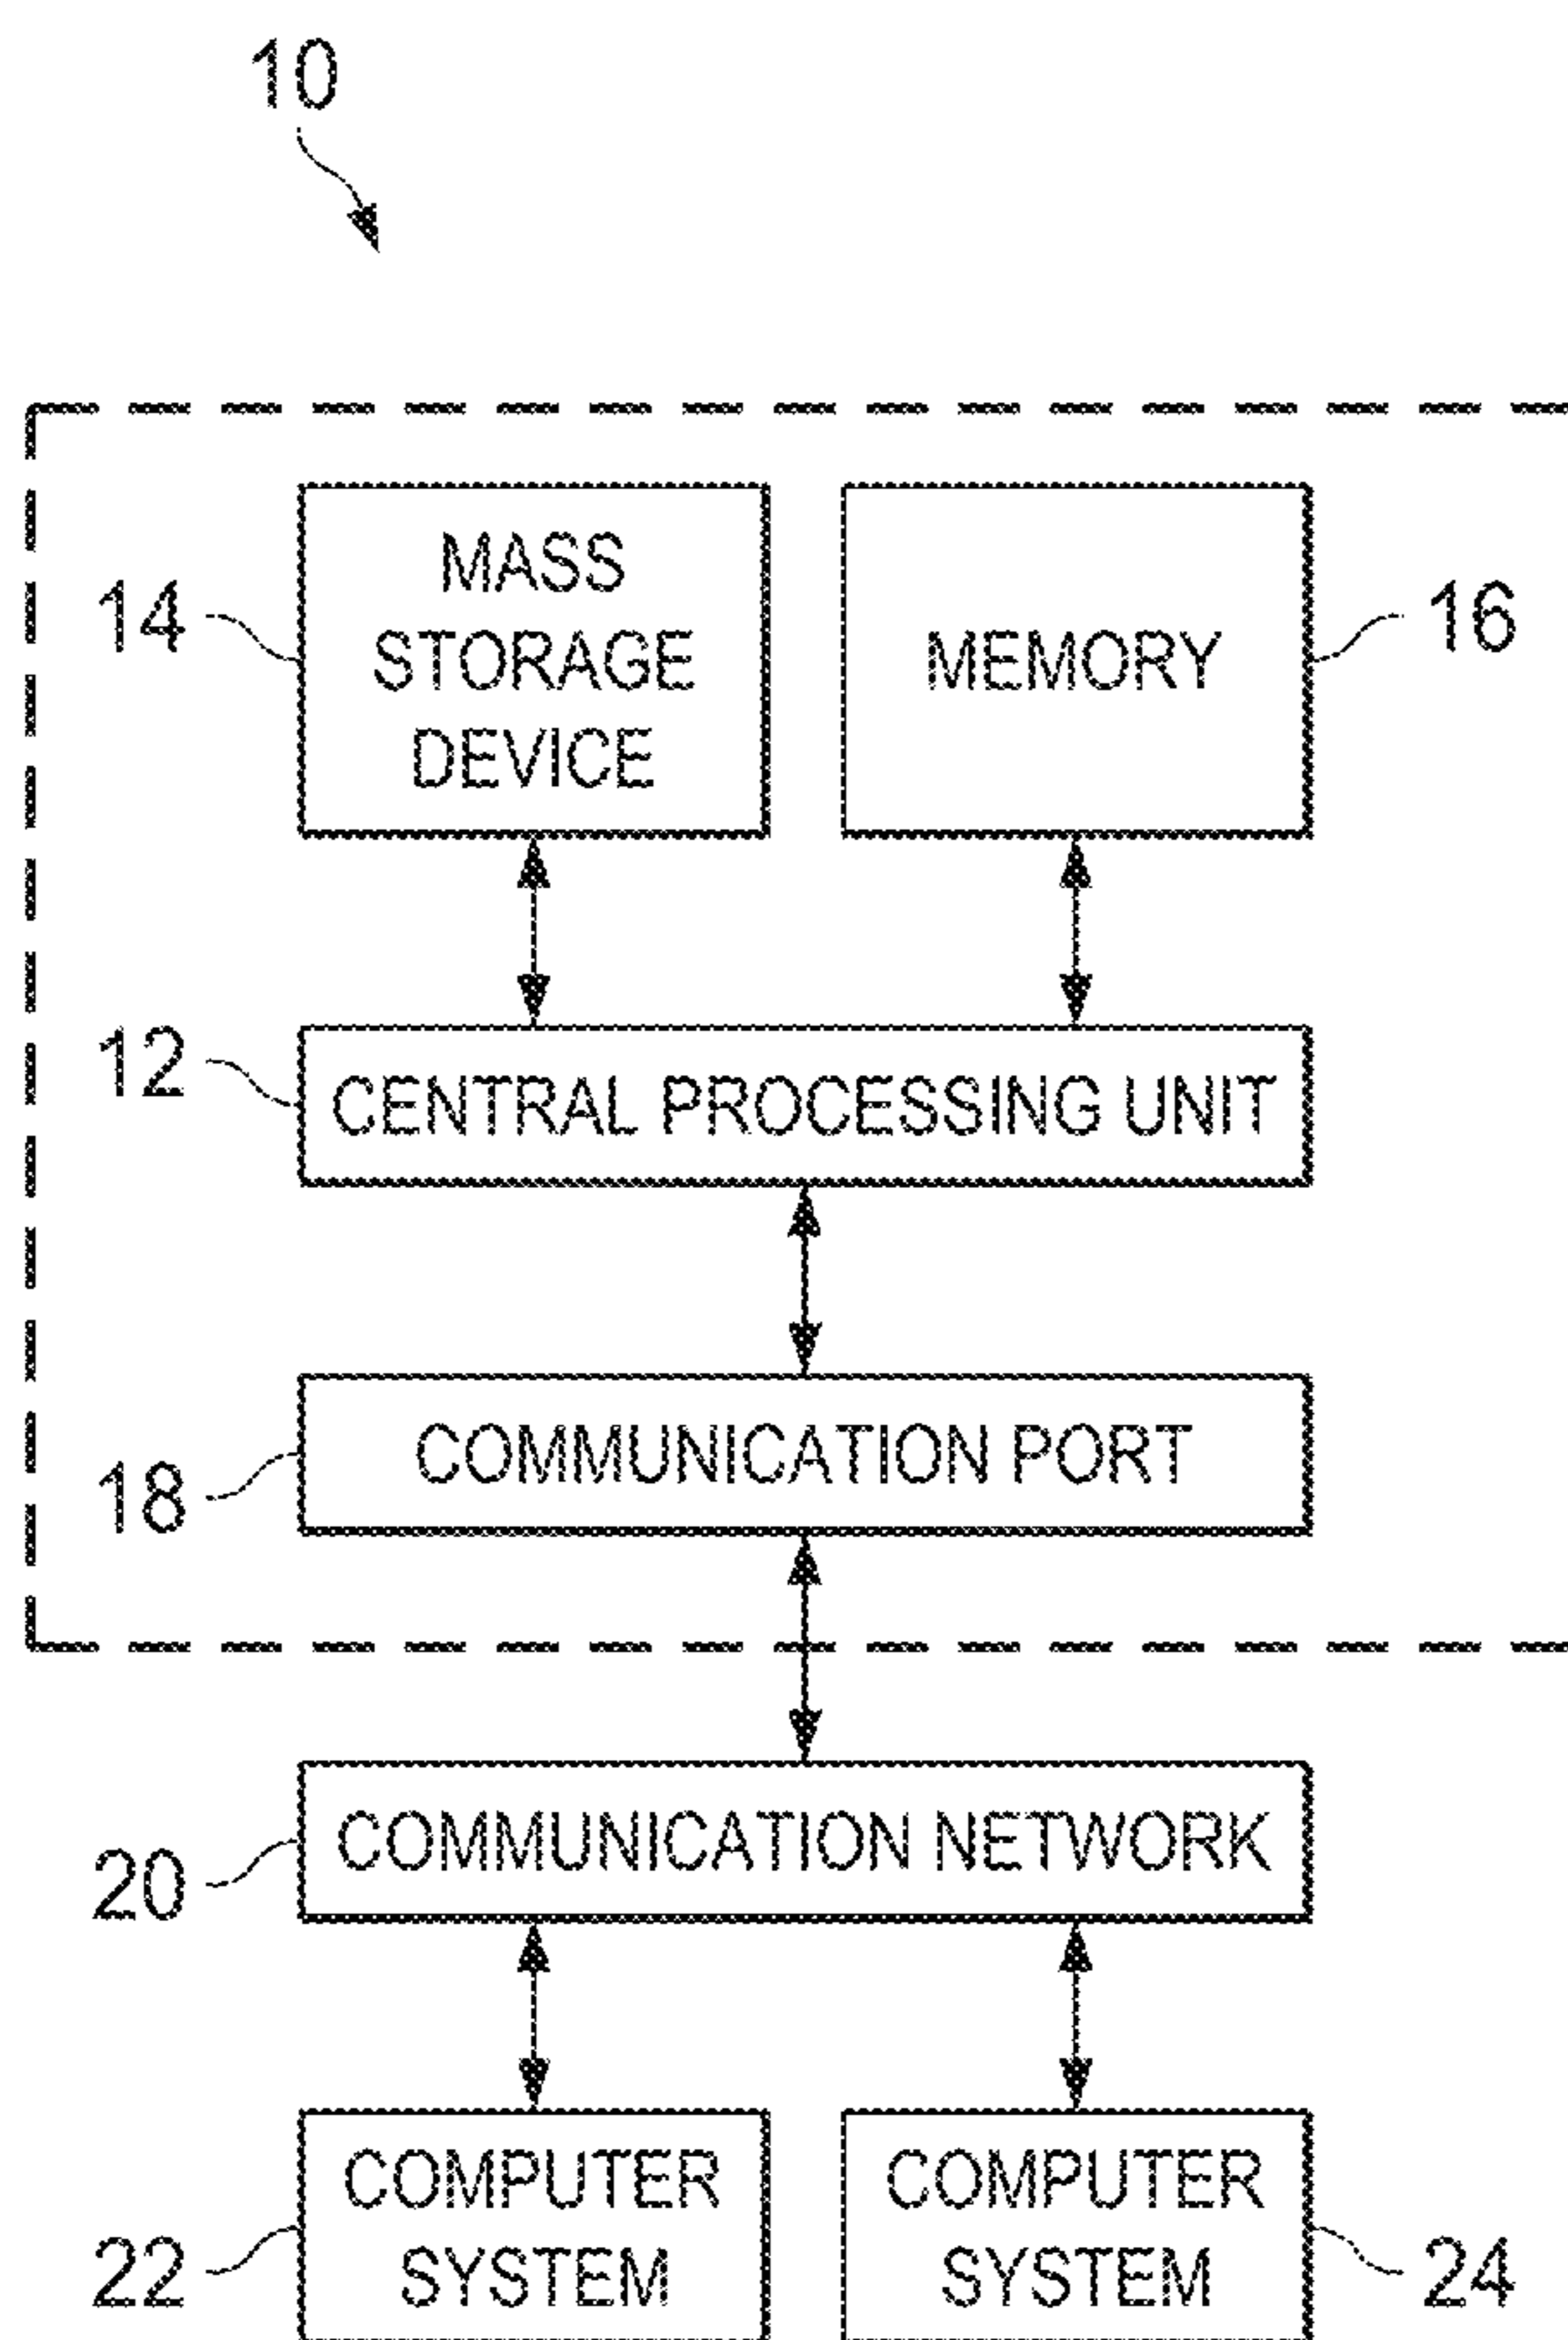 10
MASS
STORAGE
DEVICE
14
MEMORY
16
12
CENTRAL PROCESSING UNIT
18
COMMUNICATION PORT
20
COMMUNICATION NETWORK
22
COMPUTER
SYSTEM
COMPUTER
SYSTEM
24